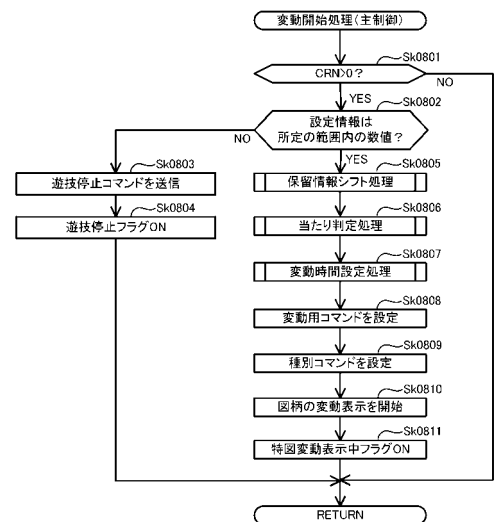 変動開始処理(主制御)
Sk0801
CRN>0?
NO
YES
Sk0802
設定情報は
所定の範囲内の数値?
NO
YES
Sk0803
遊技停止コマンドを送信
Sk0804
遊技停止フラグON
Sk0805
保留情報シフト処理
Sk0806
当たり判定処理
Sk0807
変動時間設定処理
Sk0808
変動用コマンドを設定
Sk0809
種別コマンドを設定
Sk0810
図柄の変動表示を開始
Sk0811
特図変動表示中フラグON
RETURN